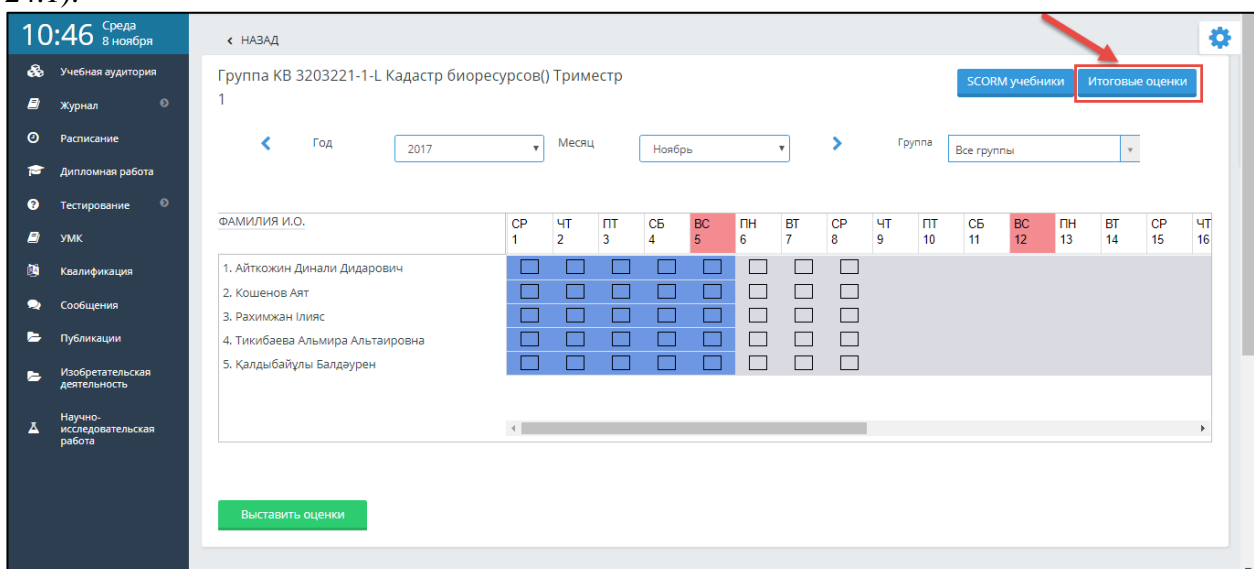 24.1).
10:46 Среда
8 ноября
НАЗАД
Учебная аудитория
Журнал
Расписание
Дипломная работа
Тестирование
УМК
Квалификация
Сообщения
Публикации
Изобретательская
деятельность
Научно-
исследовательская
работа
Группа КВ 3203221-1-L Кадастр биоресурсов() Триместр
1
SCORM учебники Итоговые оценки
Год 2017 Месяц Ноябрь Группа Все группы
ФАМИЛИЯ И.О. СР ЧТ ПТ СБ ВС ПН ВТ СР ЧТ ПТ СБ ВС ПН ВТ СР ЧТ
1 2 3 4 5 6 7 8 9 10 11 12 13 14 15 16
1. Айткожин Динали Дидарович
2. Кошенов Аят
3. Рахимжан Ілияс
4. Тикибаева Альмира Альтаировна
5. Қалдыбайұлы Балдәурен
Выставить оценки